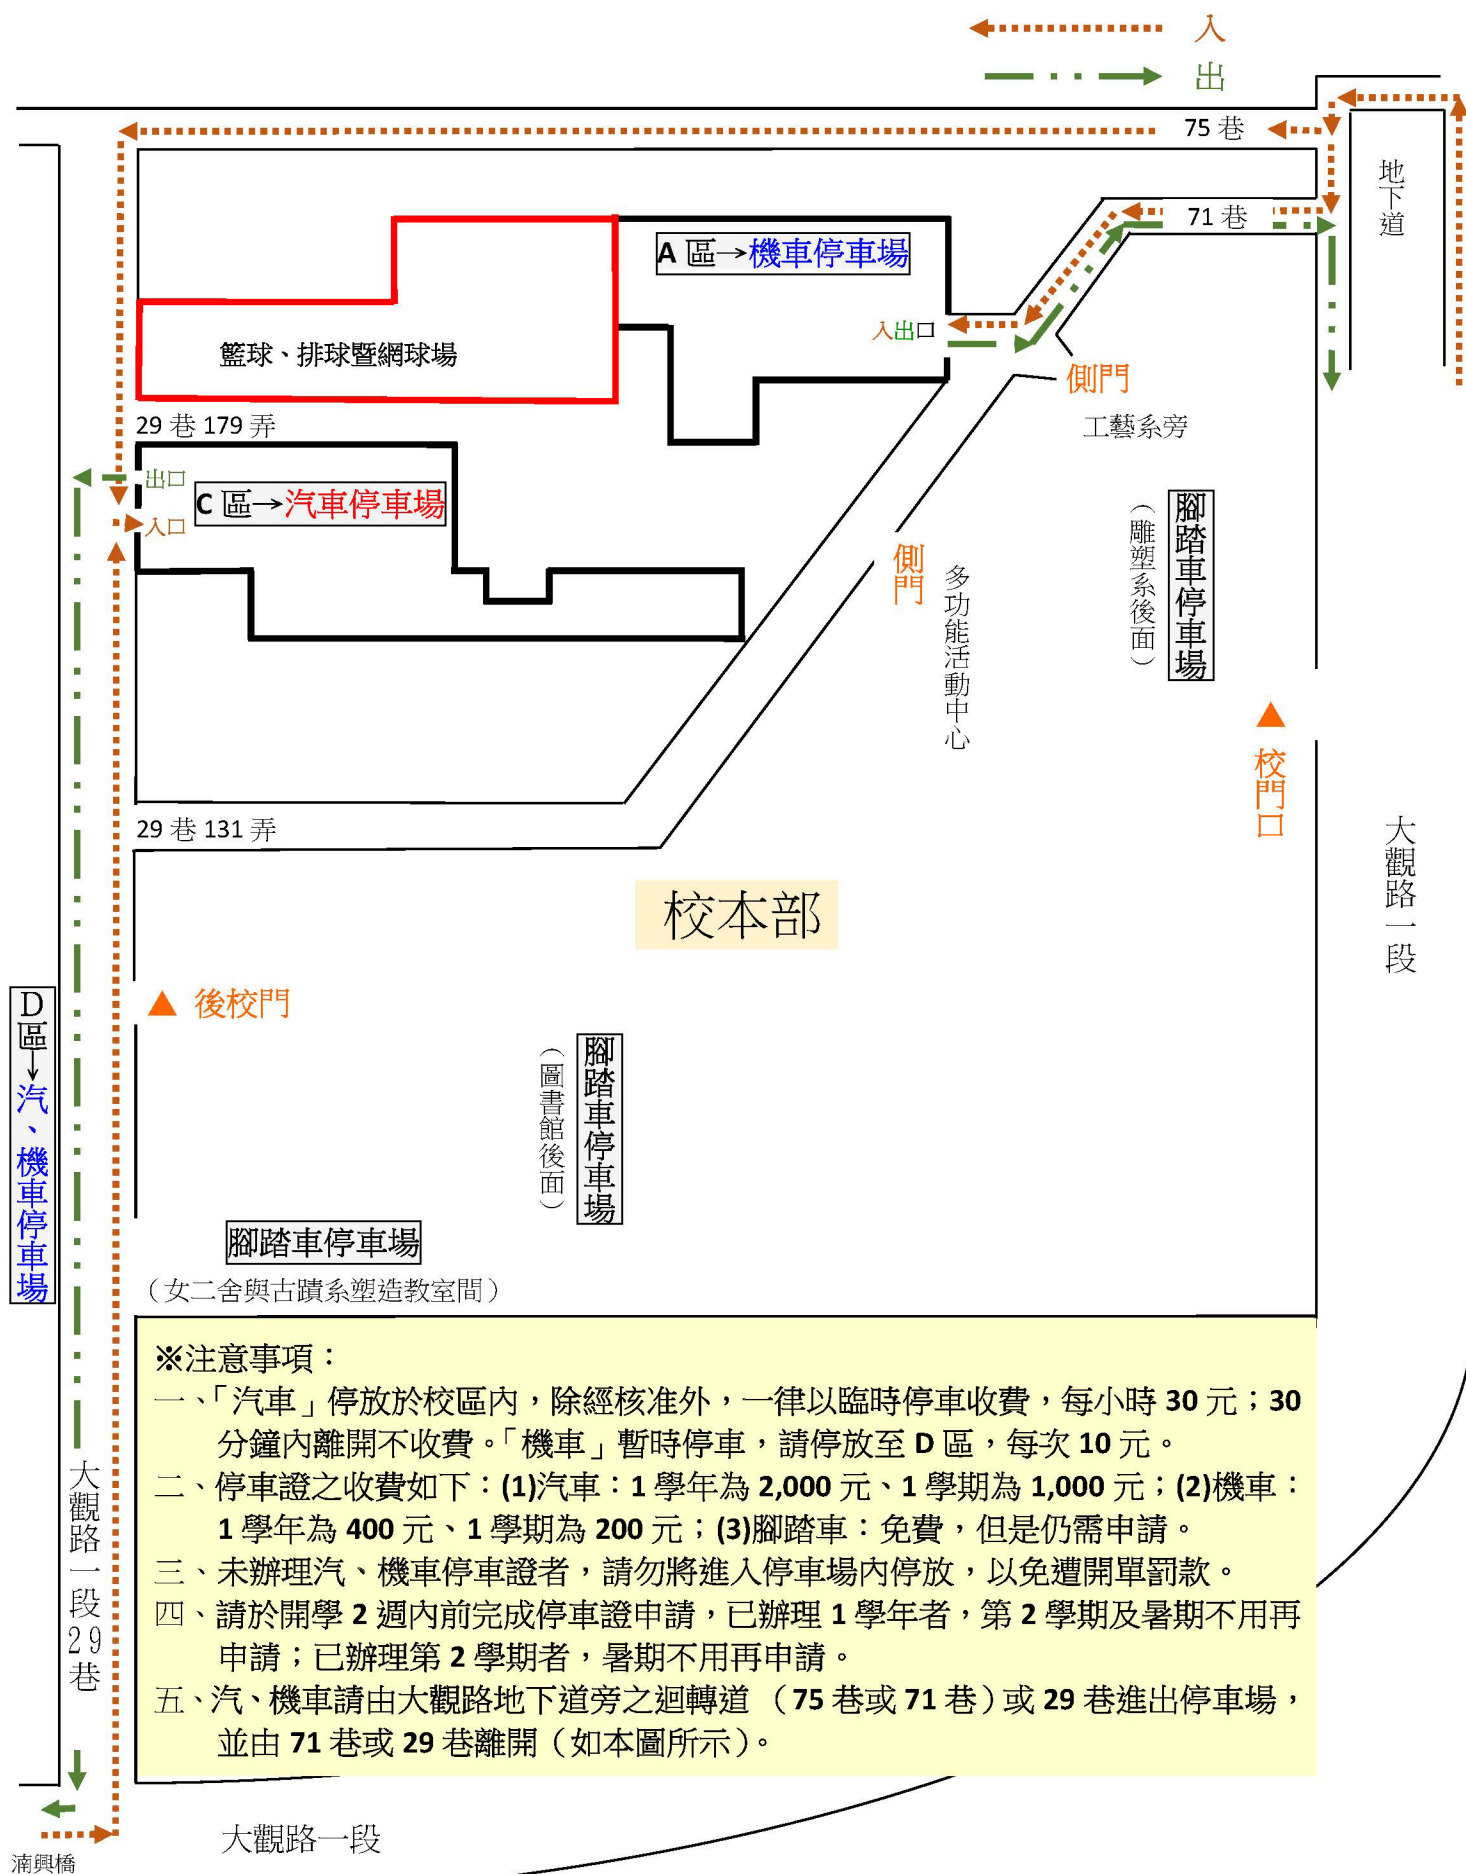 入
出
75 巷
地下道
71 巷
A 區→機車停車場
入出口
籃球、排球暨網球場
側門
工藝系旁
29 巷 179 弄
出口
C 區→汽車停車場
入口
腳踏車停車場
（雕塑系後面）
側門
多功能活動中心
校門口
29 巷 131 弄
大觀路一段
校本部
後校門
D區→汽、機車停車場
腳踏車停車場
（圖書館後面）
腳踏車停車場
（女二舍與古蹟系塑造教室間）
※注意事項：
一、「汽車」停放於校區內，除經核准外，一律以臨時停車收費，每小時 30 元；30
分鐘內離開不收費。「機車」暫時停車，請停放至 D 區，每次 10 元。
二、停車證之收費如下：(1)汽車：1 學年為 2,000 元、1 學期為 1,000 元；(2)機車：
1 學年為 400 元、1 學期為 200 元；(3)腳踏車：免費，但是仍需申請。
三、未辦理汽、機車停車證者，請勿將進入停車場內停放，以免遭開單罰款。
四、請於開學 2 週內前完成停車證申請，已辦理 1 學年者，第 2 學期及暑期不用再
申請；已辦理第 2 學期者，暑期不用再申請。
五、汽、機車請由大觀路地下道旁之迴轉道 （75 巷或 71 巷）或 29 巷進出停車場，
並由 71 巷或 29 巷離開（如本圖所示）。
大觀路一段29巷
大觀路一段
湳興橋